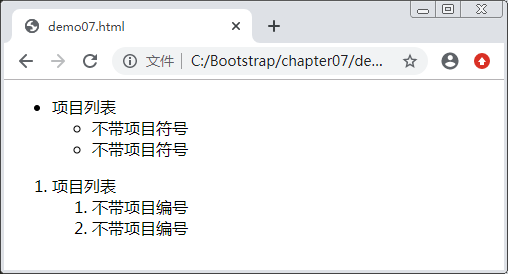 demo07.html
文件 | C:/Bootstrap/chapter07/de...
项目列表
不带项目符号
不带项目符号
1. 项目列表
1. 不带项目编号
2. 不带项目编号